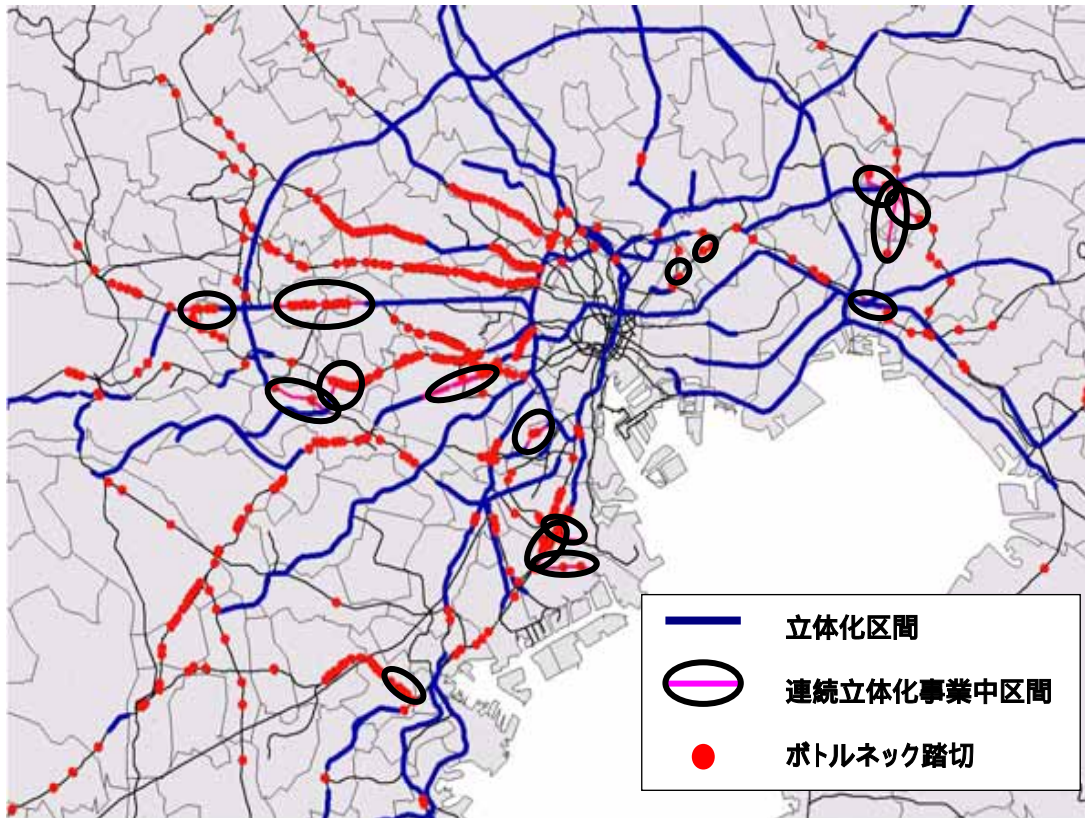 立体化区間
連続立体化事業中区間
ボトルネック踏切